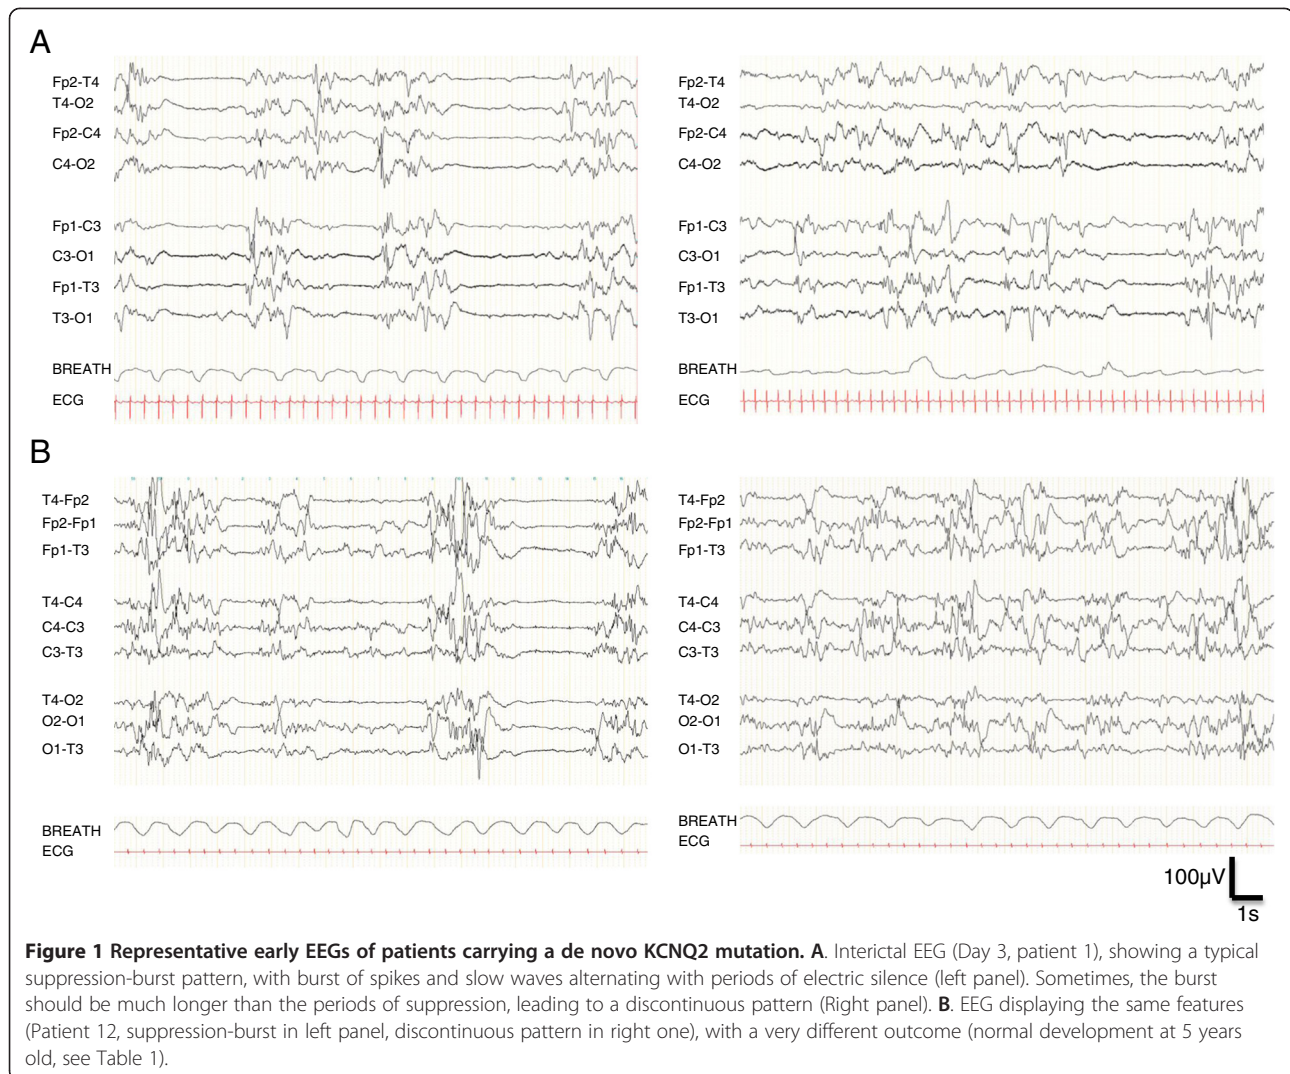 A
Fp2-T4
T4-O2
Fp2-C4
C4-O2
Fp1-C3
C3-O1
Fp1-T3
T3-O1
BREATH
ECG
Fp2-T4
T4-O2
Fp2-C4
C4-O2
Fp1-C3
C3-O1
Fp1-T3
T3-O1
BREATH
ECG
B
T4-Fp2
Fp2-Fp1
Fp1-T3
T4-C4
C4-C3
C3-T3
T4-O2
O2-O1
O1-T3
BREATH
ECG
T4-Fp2
Fp2-Fp1
Fp1-T3
T4-C4
C4-C3
C3-T3
T4-O2
O2-O1
O1-T3
BREATH
ECG
100µV
1s
Figure 1 Representative early EEGs of patients carrying a de novo KCNQ2 mutation. A. Interictal EEG (Day 3, patient 1), showing a typical
suppression-burst pattern, with burst of spikes and slow waves alternating with periods of electric silence (left panel). Sometimes, the burst
should be much longer than the periods of suppression, leading to a discontinuous pattern (Right panel). B. EEG displaying the same features
(Patient 12, suppression-burst in left panel, discontinuous pattern in right one), with a very different outcome (normal development at 5 years
old, see Table 1).